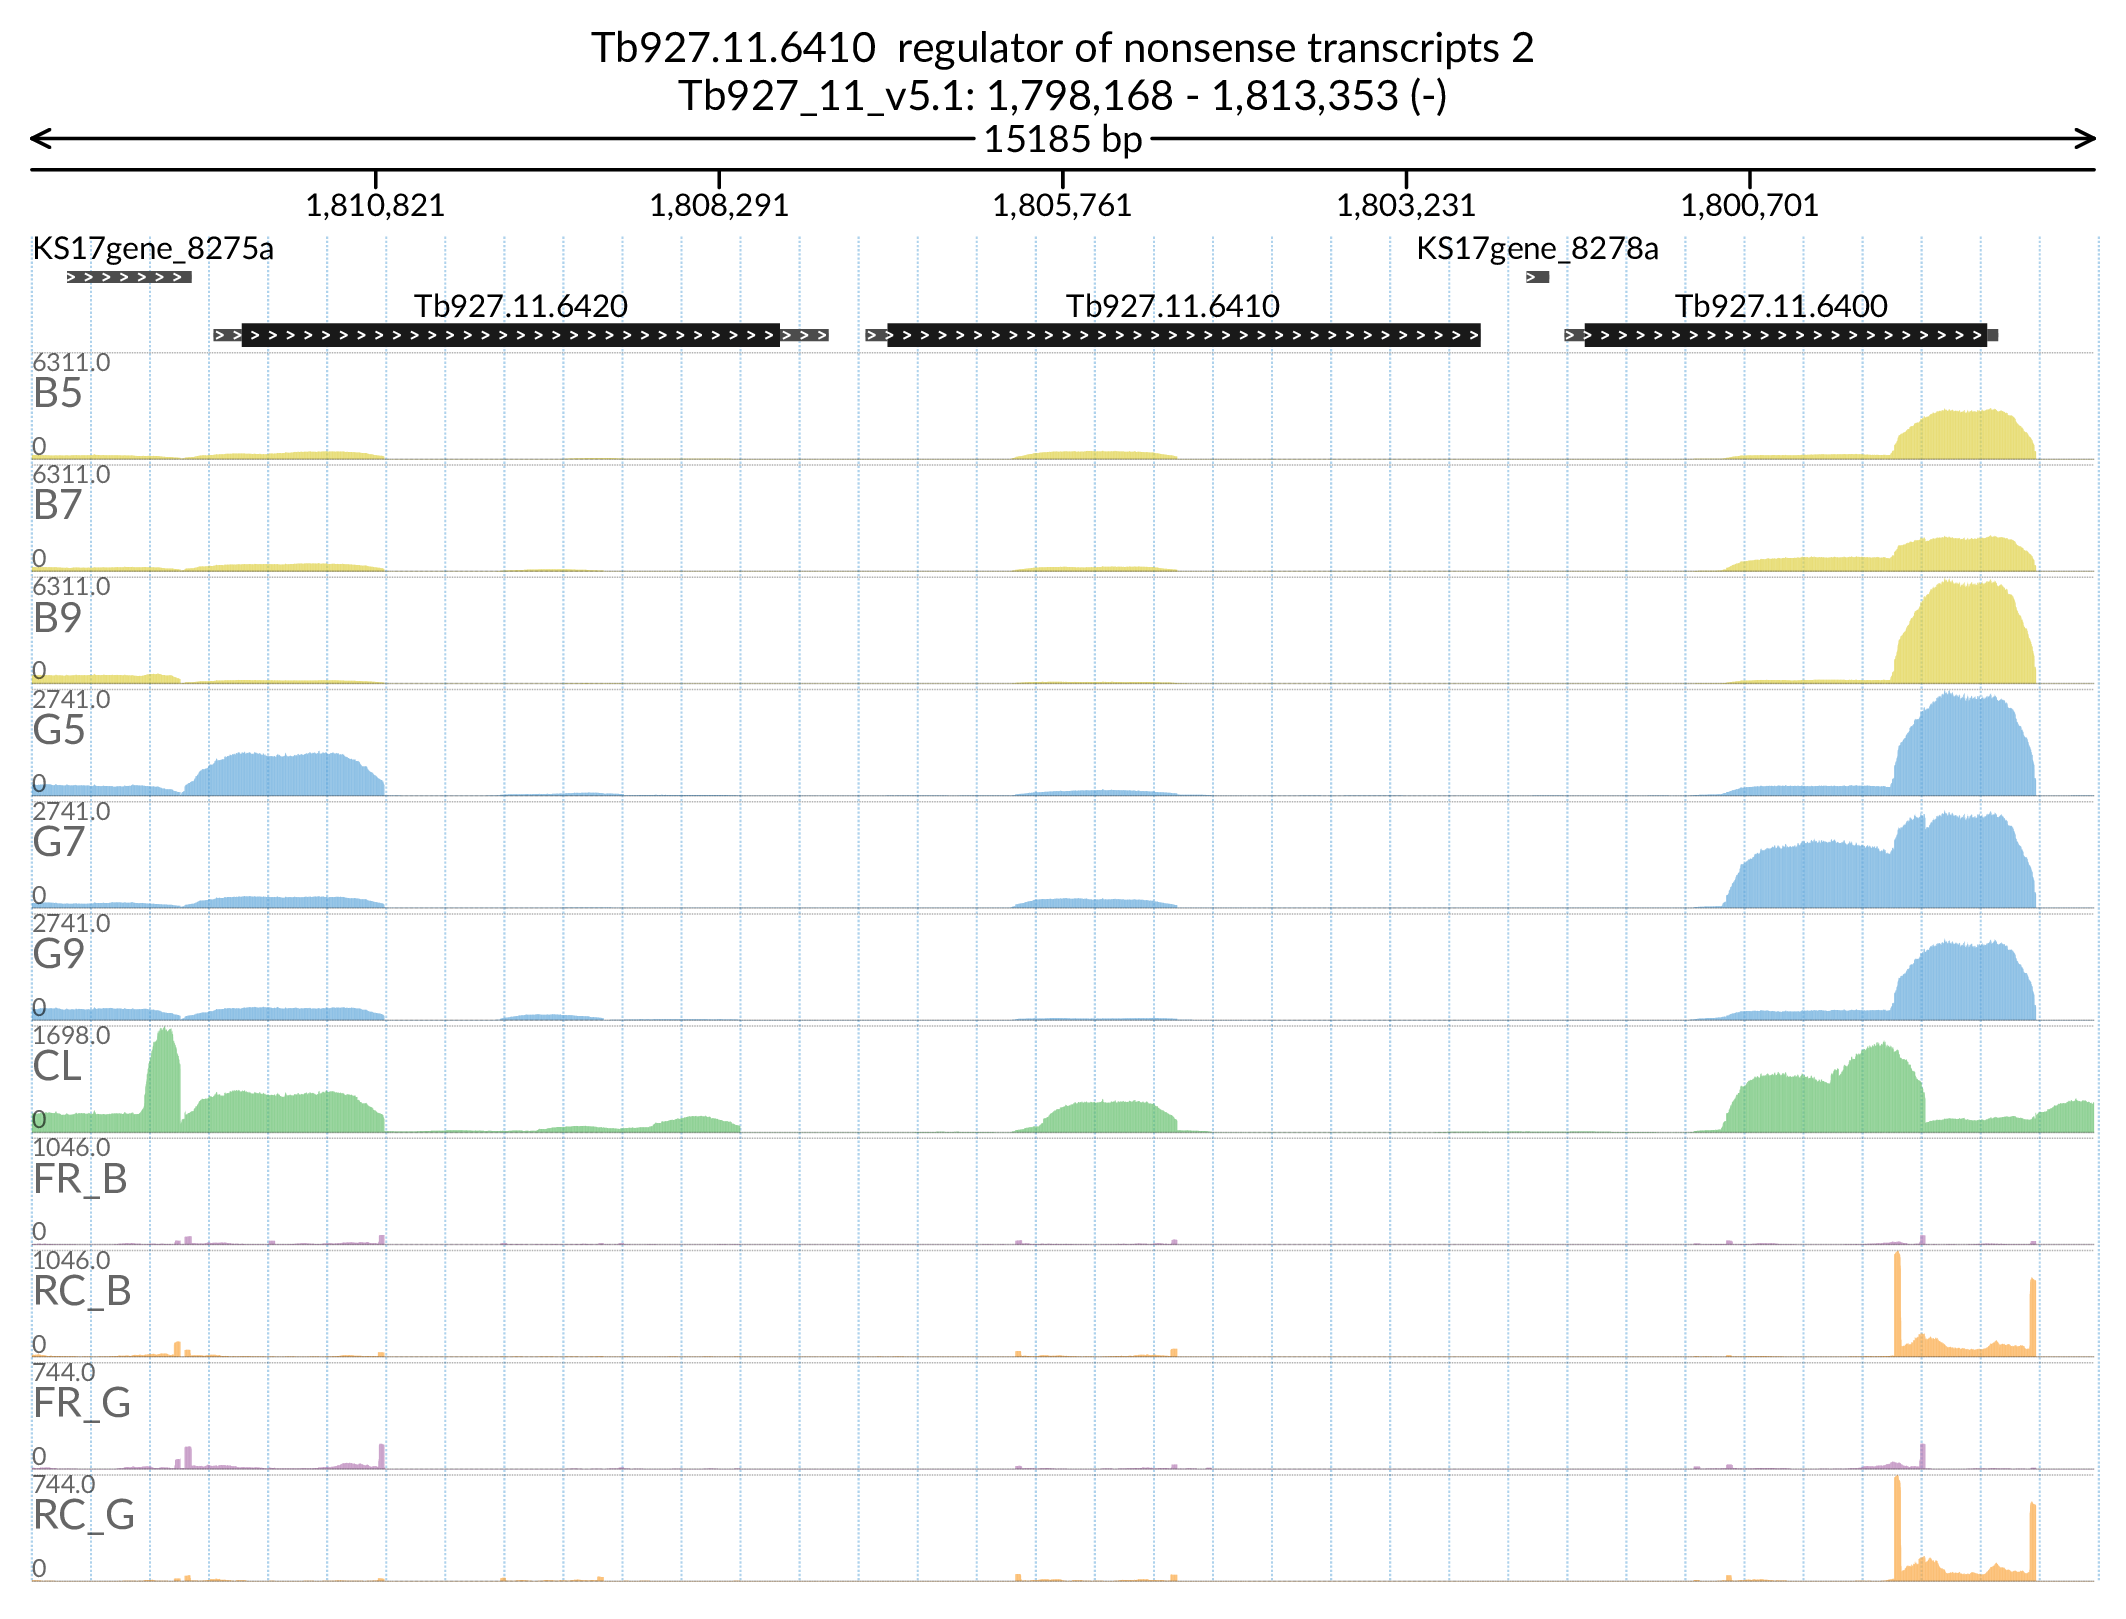 Tb927.11.6410  regulator of nonsense transcripts 2
Tb927_11_v5.1: 1,798,168 - 1,813,353 (-)
15185 bp
1,810,821 1,808,291 1,805,761 1,803,231 1,800,701
KS17gene_8275a KS17gene_8278a
Tb927.11.6420 Tb927.11.6410 Tb927.11.6400
6311.0
B5
0
6311.0
B7
0
6311.0
B9
0
2741.0
G5
0
2741.0
G7
0
2741.0
G9
0
1698.0
CL
0
1046.0
FR_B
0
1046.0
RC_B
0
744.0
FR_G
0
744.0
RC_G
0